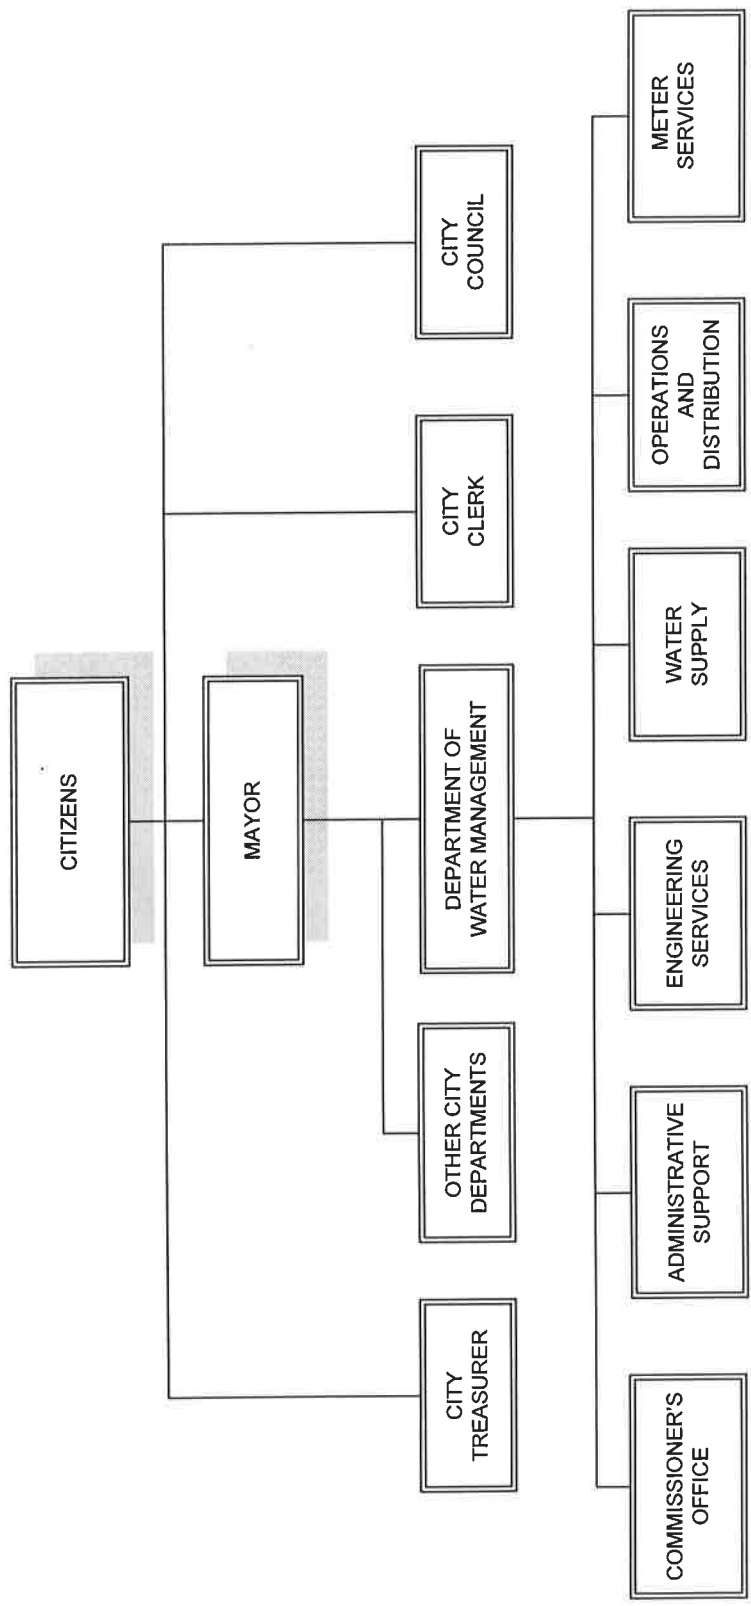 CITIZENS
MAYOR
CITY
TREASURER
OTHER CITY
DEPARTMENTS
DEPARTMENT OF
WATER MANAGEMENT
CITY
CLERK
CITY
COUNCIL
COMMISSIONER'S
OFFICE
ADMINISTRATIVE
SUPPORT
ENGINEERING
SERVICES
WATER
SUPPLY
OPERATIONS
AND
DISTRIBUTION
METER
SERVICES